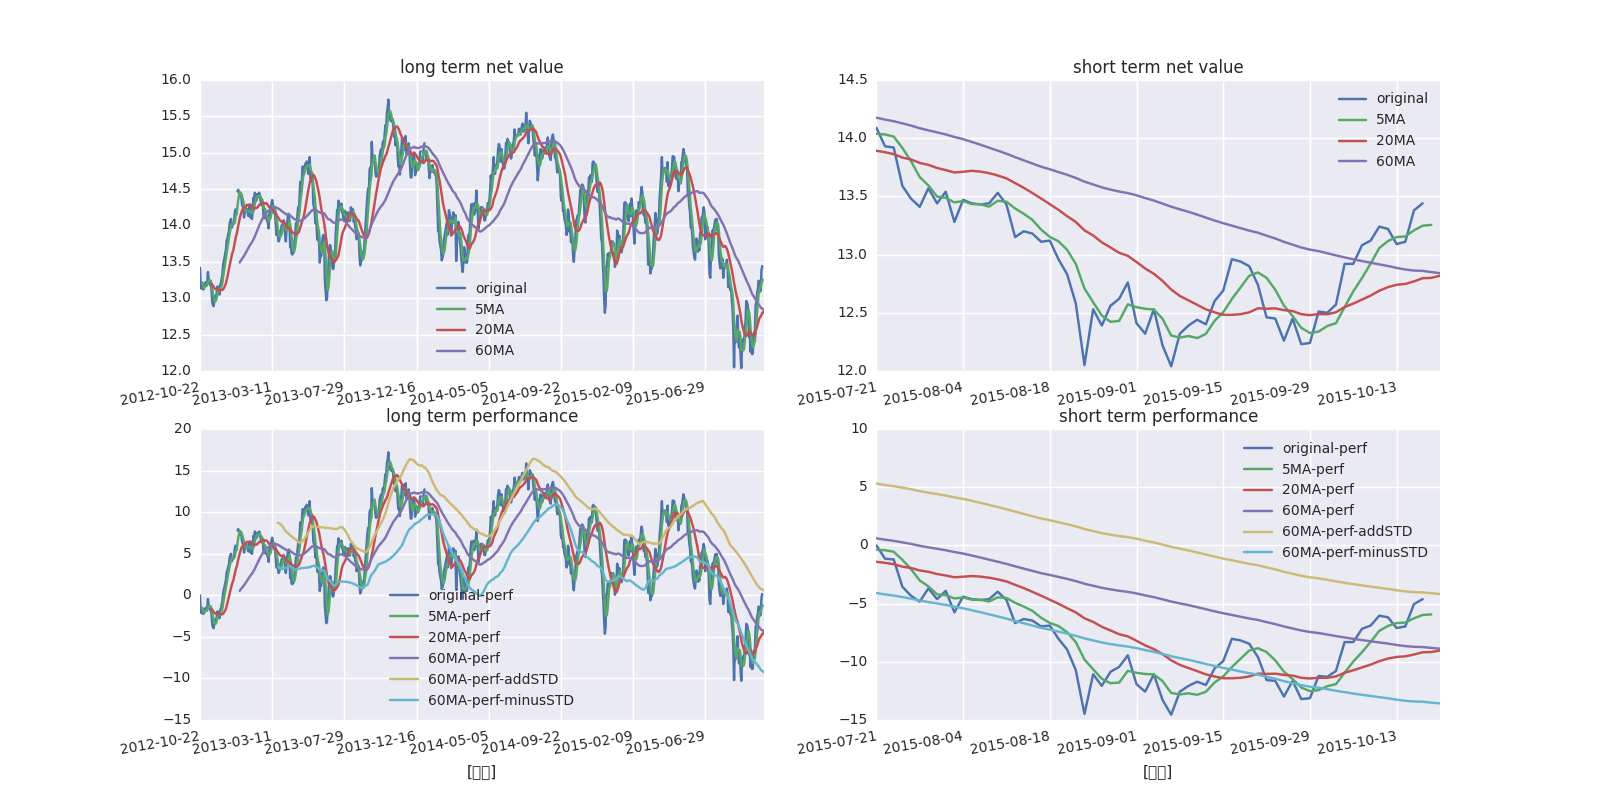 long term net value
16.0
15.5
15.0
14.5
14.0
13.5
13.0
12.5
12.0
original
5MA
20MA
60MA
2012-10-22 2013-03-11 2013-07-29 2013-12-16 2014-05-05 2014-09-22 2015-02-09 2015-06-29
short term net value
14.5
14.0
13.5
13.0
12.5
12.0
original
5MA
20MA
60MA
2015-07-21 2015-08-04 2015-08-18 2015-09-01 2015-09-15 2015-09-29 2015-10-13
long term performance
20
15
10
5
0
−5
−10
−15
original-perf
5MA-perf
20MA-perf
60MA-perf
60MA-perf-addSTD
60MA-perf-minusSTD
2012-10-22 2013-03-11 2013-07-29 2013-12-16 2014-05-05 2014-09-22 2015-02-09 2015-06-29
[▯▯]
short term performance
10
5
0
−5
−10
−15
original-perf
5MA-perf
20MA-perf
60MA-perf
60MA-perf-addSTD
60MA-perf-minusSTD
2015-07-21 2015-08-04 2015-08-18 2015-09-01 2015-09-15 2015-09-29 2015-10-13
[▯▯]